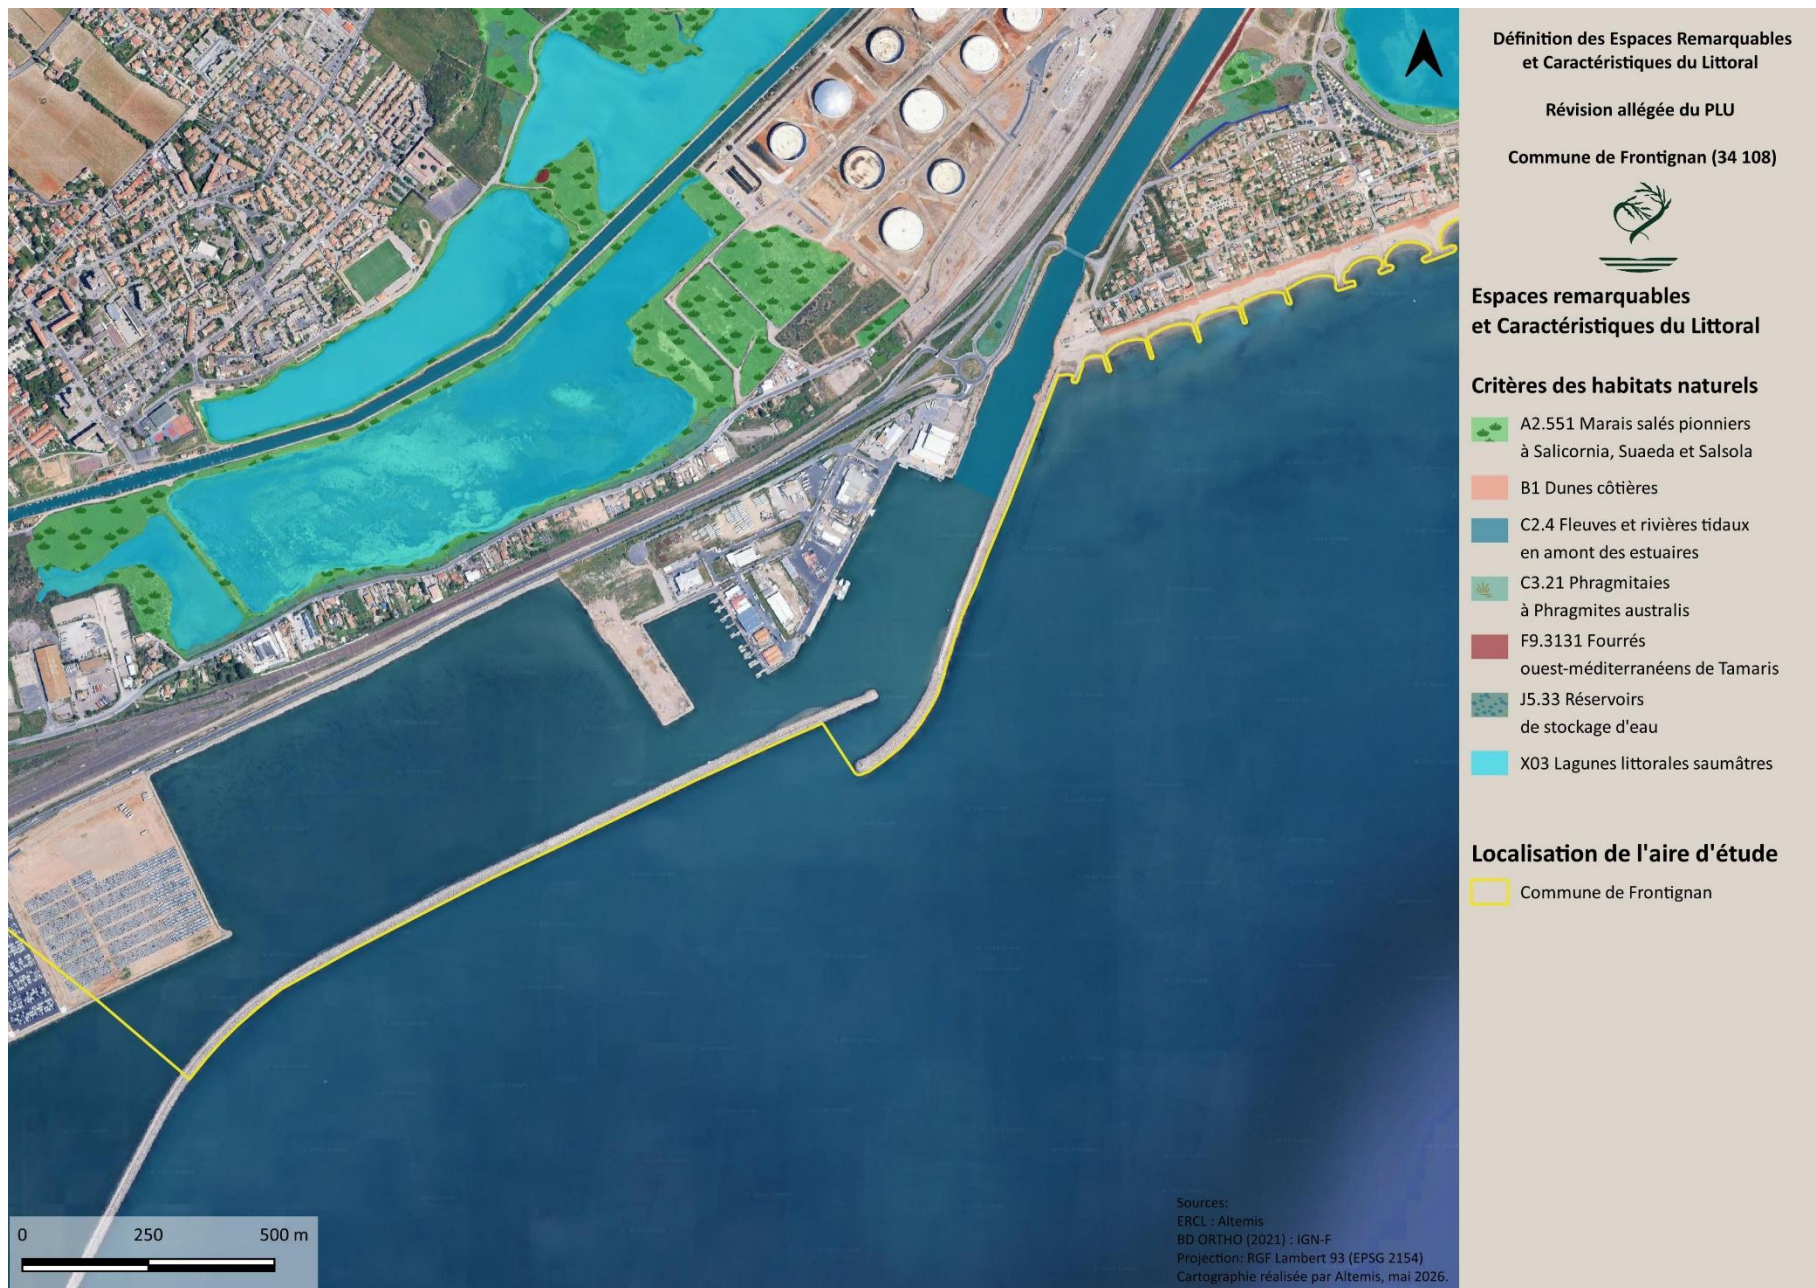 Définition des Espaces Remarquables
et Caractéristiques du Littoral
Révision allégée du PLU
Commune de Frontignan (34 108)
Espaces remarquables
et Caractéristiques du Littoral
Critères des habitats naturels
A2.551 Marais salés pionniers
à Salicornia, Suaeda et Salsola
B1 Dunes côtières
C2.4 Fleuves et rivières tidaux
en amont des estuaires
C3.21 Phragmitaies
à Phragmites australis
F9.3131 Fourrés
ouest-méditerranéens de Tamaris
J5.33 Réservoirs
de stockage d'eau
X03 Lagunes littorales saumâtres
Localisation de l'aire d'étude
Commune de Frontignan
0 250 500 m
Sources:
ERCL : Altemis
BD ORTHO (2021) : IGN-F
Projection: RGF Lambert 93 (EPSG 2154)
Cartographie réalisée par Altemis, mai 2026.